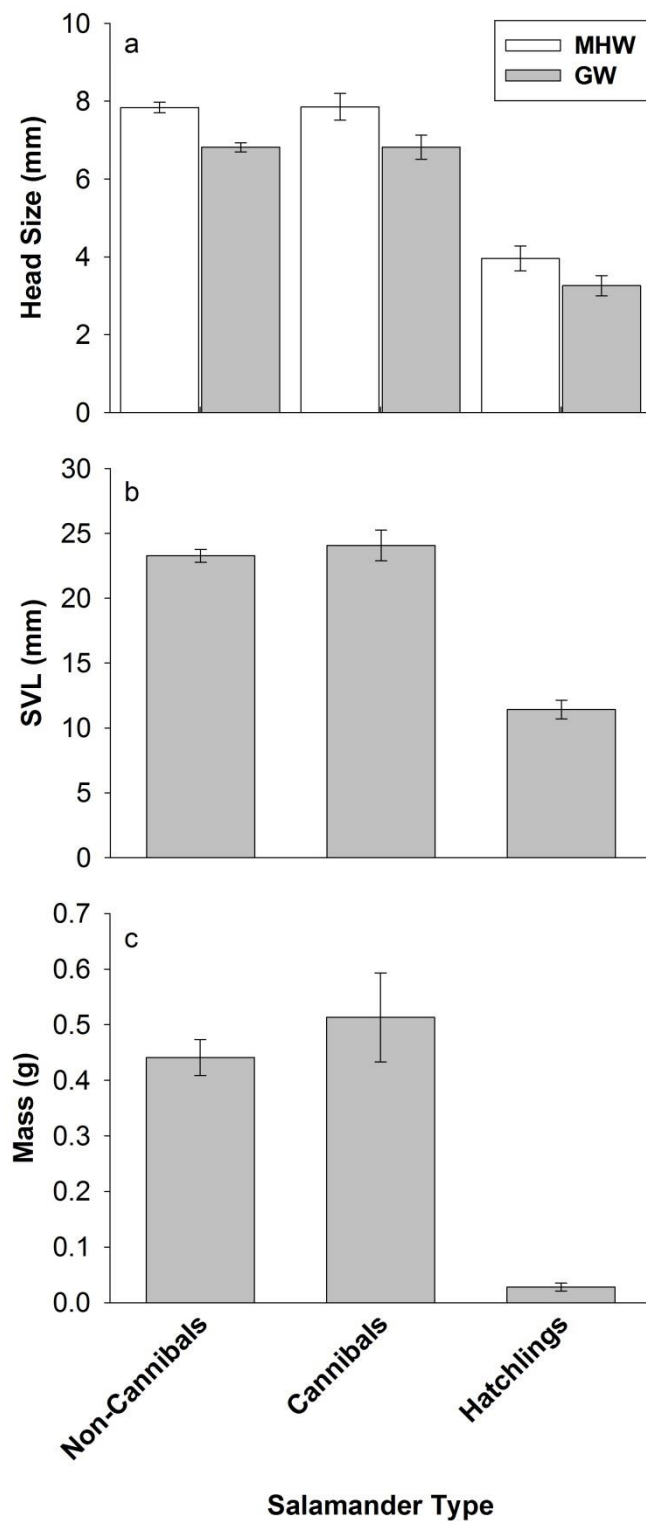 a
MHW
GW
Head Size (mm)
10
8
6
4
2
0
b
SVL (mm)
30
25
20
15
10
5
0
c
Mass (g)
0.7
0.6
0.5
0.4
0.3
0.2
0.1
0.0
Non-Cannibals
Cannibals
Hatchlings
Salamander Type